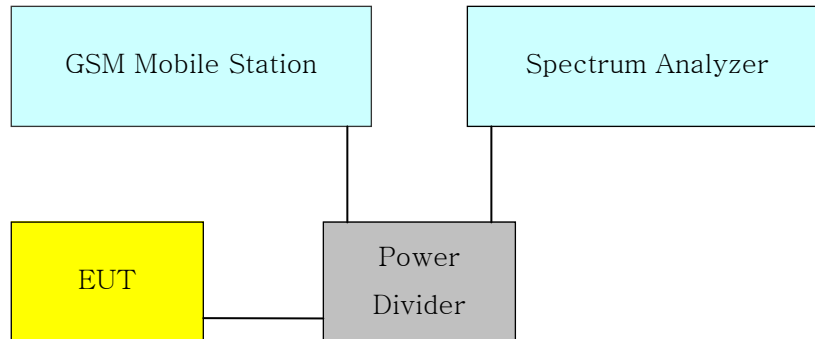 GSM Mobile Station
Spectrum Analyzer
EUT
Power
Divider